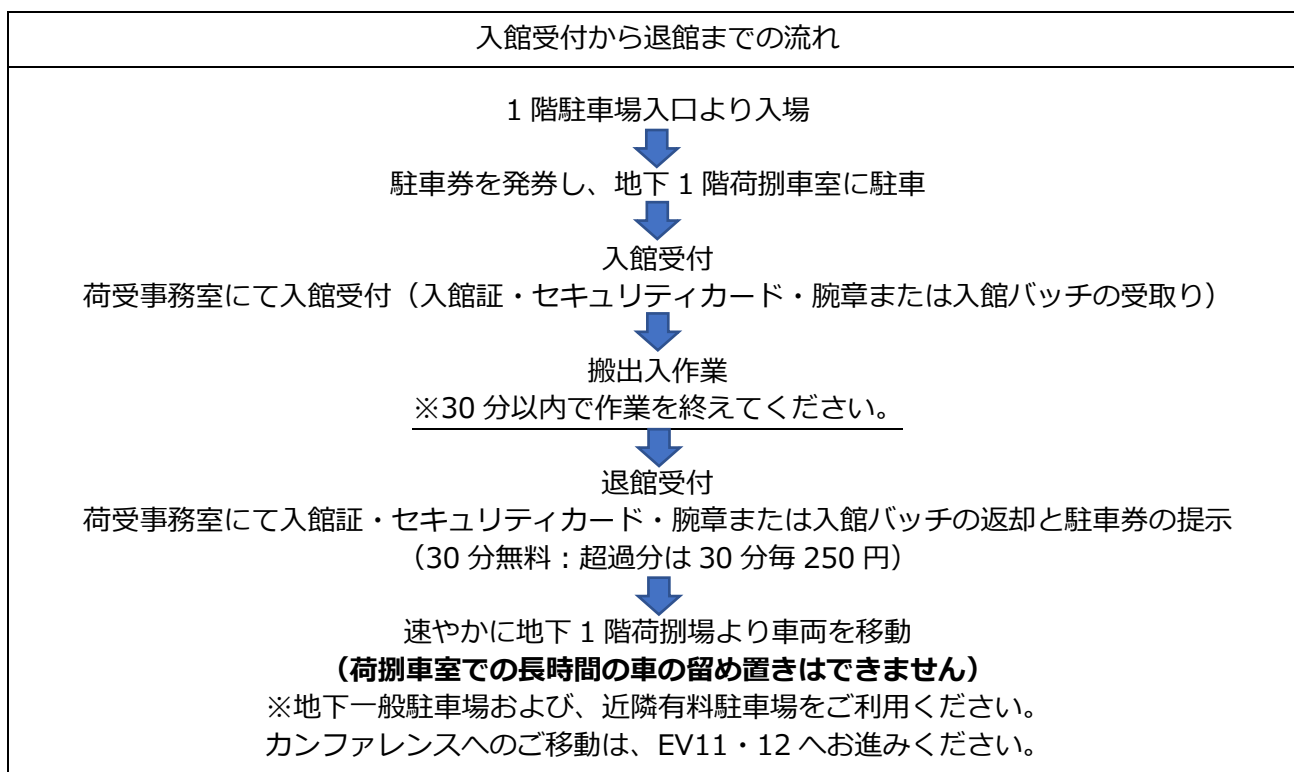 入館受付から退館までの流れ
1 階駐車場入口より入場
駐車券を発券し、地下 1 階荷捌車室に駐車
入館受付
荷受事務室にて入館受付（入館証・セキュリティカード・腕章または入館バッチの受取り）
搬出入作業
※30 分以内で作業を終えてください。
退館受付
荷受事務室にて入館証・セキュリティカード・腕章または入館バッチの返却と駐車券の提示
（30 分無料：超過分は 30 分毎 250 円）
速やかに地下 1 階荷捌場より車両を移動
（荷捌車室での長時間の車の留め置きはできません）
※地下一般駐車場および、近隣有料駐車場をご利用ください。
カンファレンスへのご移動は、EV11・12 へお進みください。